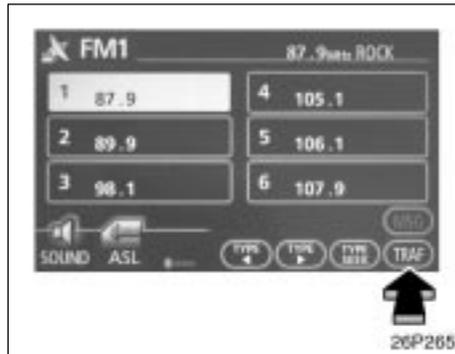 FM1
87.9MHz ROCK
1 87.9
4 105.1
2 89.9
5 106.1
3 98.1
6 107.9
MSG
SOUND ASL TYPE TYPE TYPE SEEK TRAF
26P265